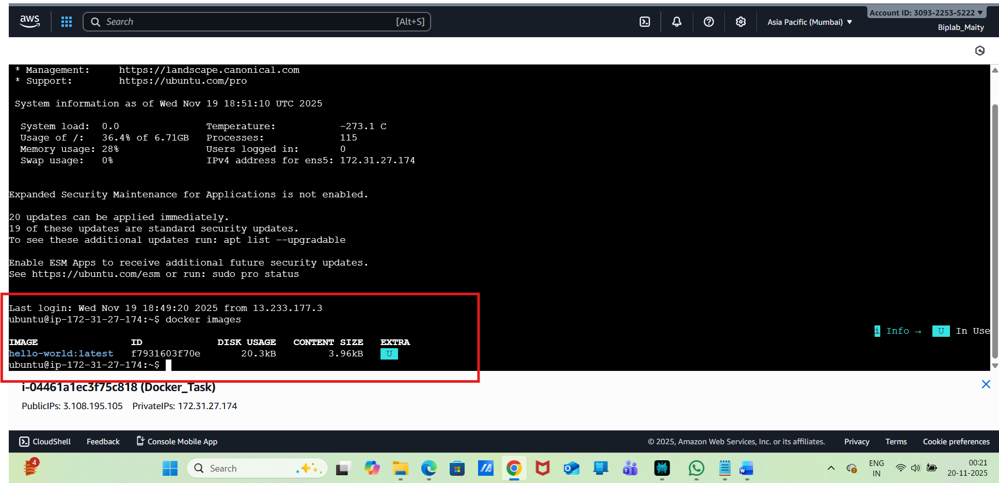 aws
Search [Alt+S]
Asia Pacific (Mumbai) ▼
Account ID: 3093-2253-5222 ▼
Biplab_Maity
* Management:     https://landscape.canonical.com
* Support:        https://ubuntu.com/pro
System information as of Wed Nov 19 18:51:10 UTC 2025
System load:  0.0               Temperature:           -273.1 C
Usage of /:   36.4% of 6.71GB   Processes:             115
Memory usage: 28%               Users logged in:       0
Swap usage:   0%                IPv4 address for ens5: 172.31.27.174
Expanded Security Maintenance for Applications is not enabled.
20 updates can be applied immediately.
19 of these updates are standard security updates.
To see these additional updates run: apt list --upgradable
Enable ESM Apps to receive additional future security updates.
See https://ubuntu.com/esm or run: sudo pro status
Last login: Wed Nov 19 18:49:20 2025 from 13.233.177.3
ubuntu@ip-172-31-27-174:~$ docker images
i Info → U In Use
IMAGE                ID             DISK USAGE   CONTENT SIZE   EXTRA
hello-world:latest   f7931603f70e       20.3kB         3.96kB   U
ubuntu@ip-172-31-27-174:~$
i-04461a1ec3f75c818 (Docker_Task)
PublicIPs: 3.108.195.105 PrivateIPs: 172.31.27.174
CloudShell Feedback Console Mobile App © 2025, Amazon Web Services, Inc. or its affiliates. Privacy Terms Cookie preferences
4
Search
ENG
IN
00:21
20-11-2025